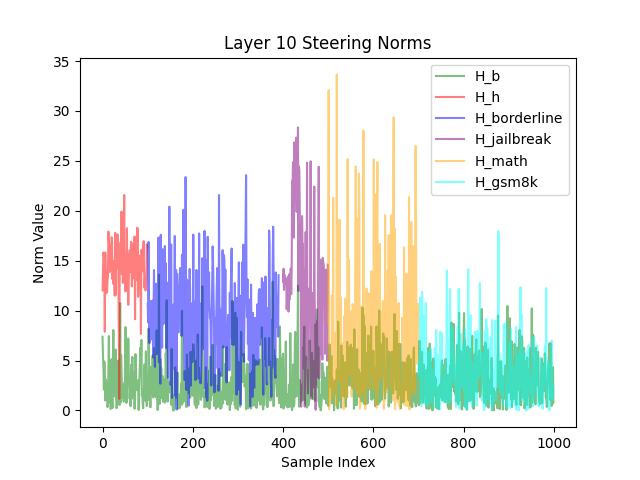 Layer 10 Steering Norms
35
30
25
20
15
10
5
0
Norm Value
H_b
H_h
H_borderline
H_jailbreak
H_math
H_gsm8k
0
200
400
600
800
1000
Sample Index